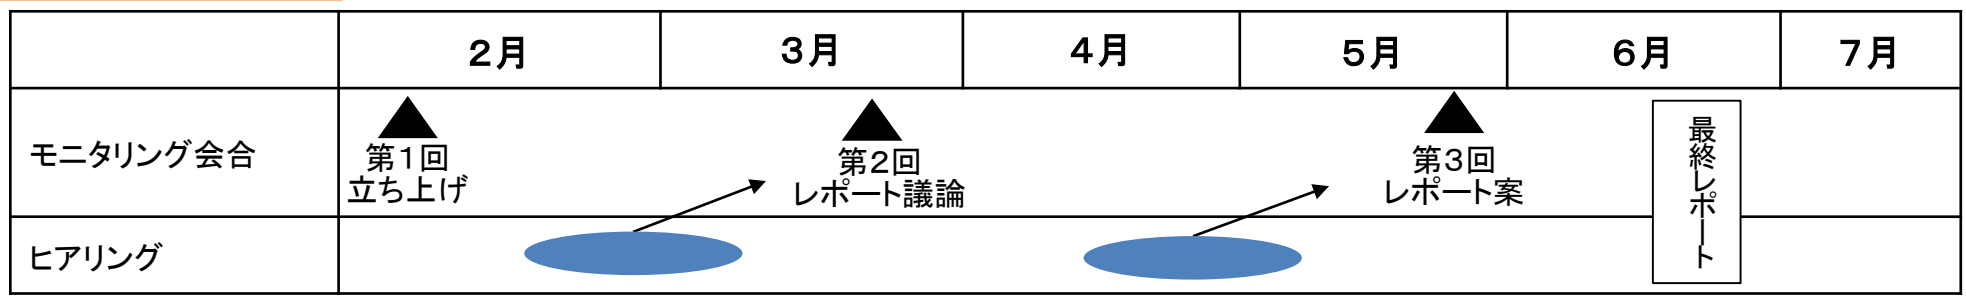 ２月 ３月 ４月 ５月 ６月 ７月
モニタリング会合
第１回
立ち上げ
第２回
レポート議論
第３回
レポート案
最終レポート
ヒアリング